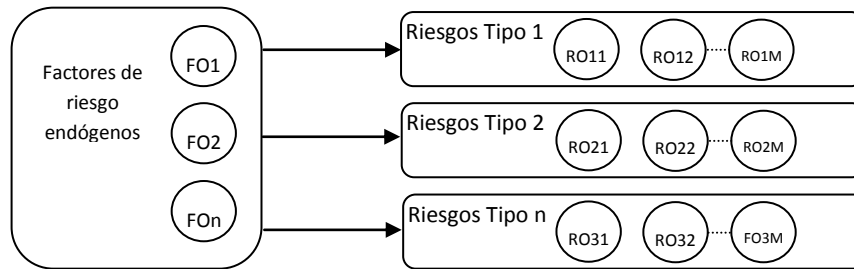 Factores de
riesgo
endógenos
FO1
FO2
FOn
Riesgos Tipo 1
RO11
RO12
RO1M
Riesgos Tipo 2
RO21
RO22
RO2M
Riesgos Tipo n
RO31
RO32
FO3M